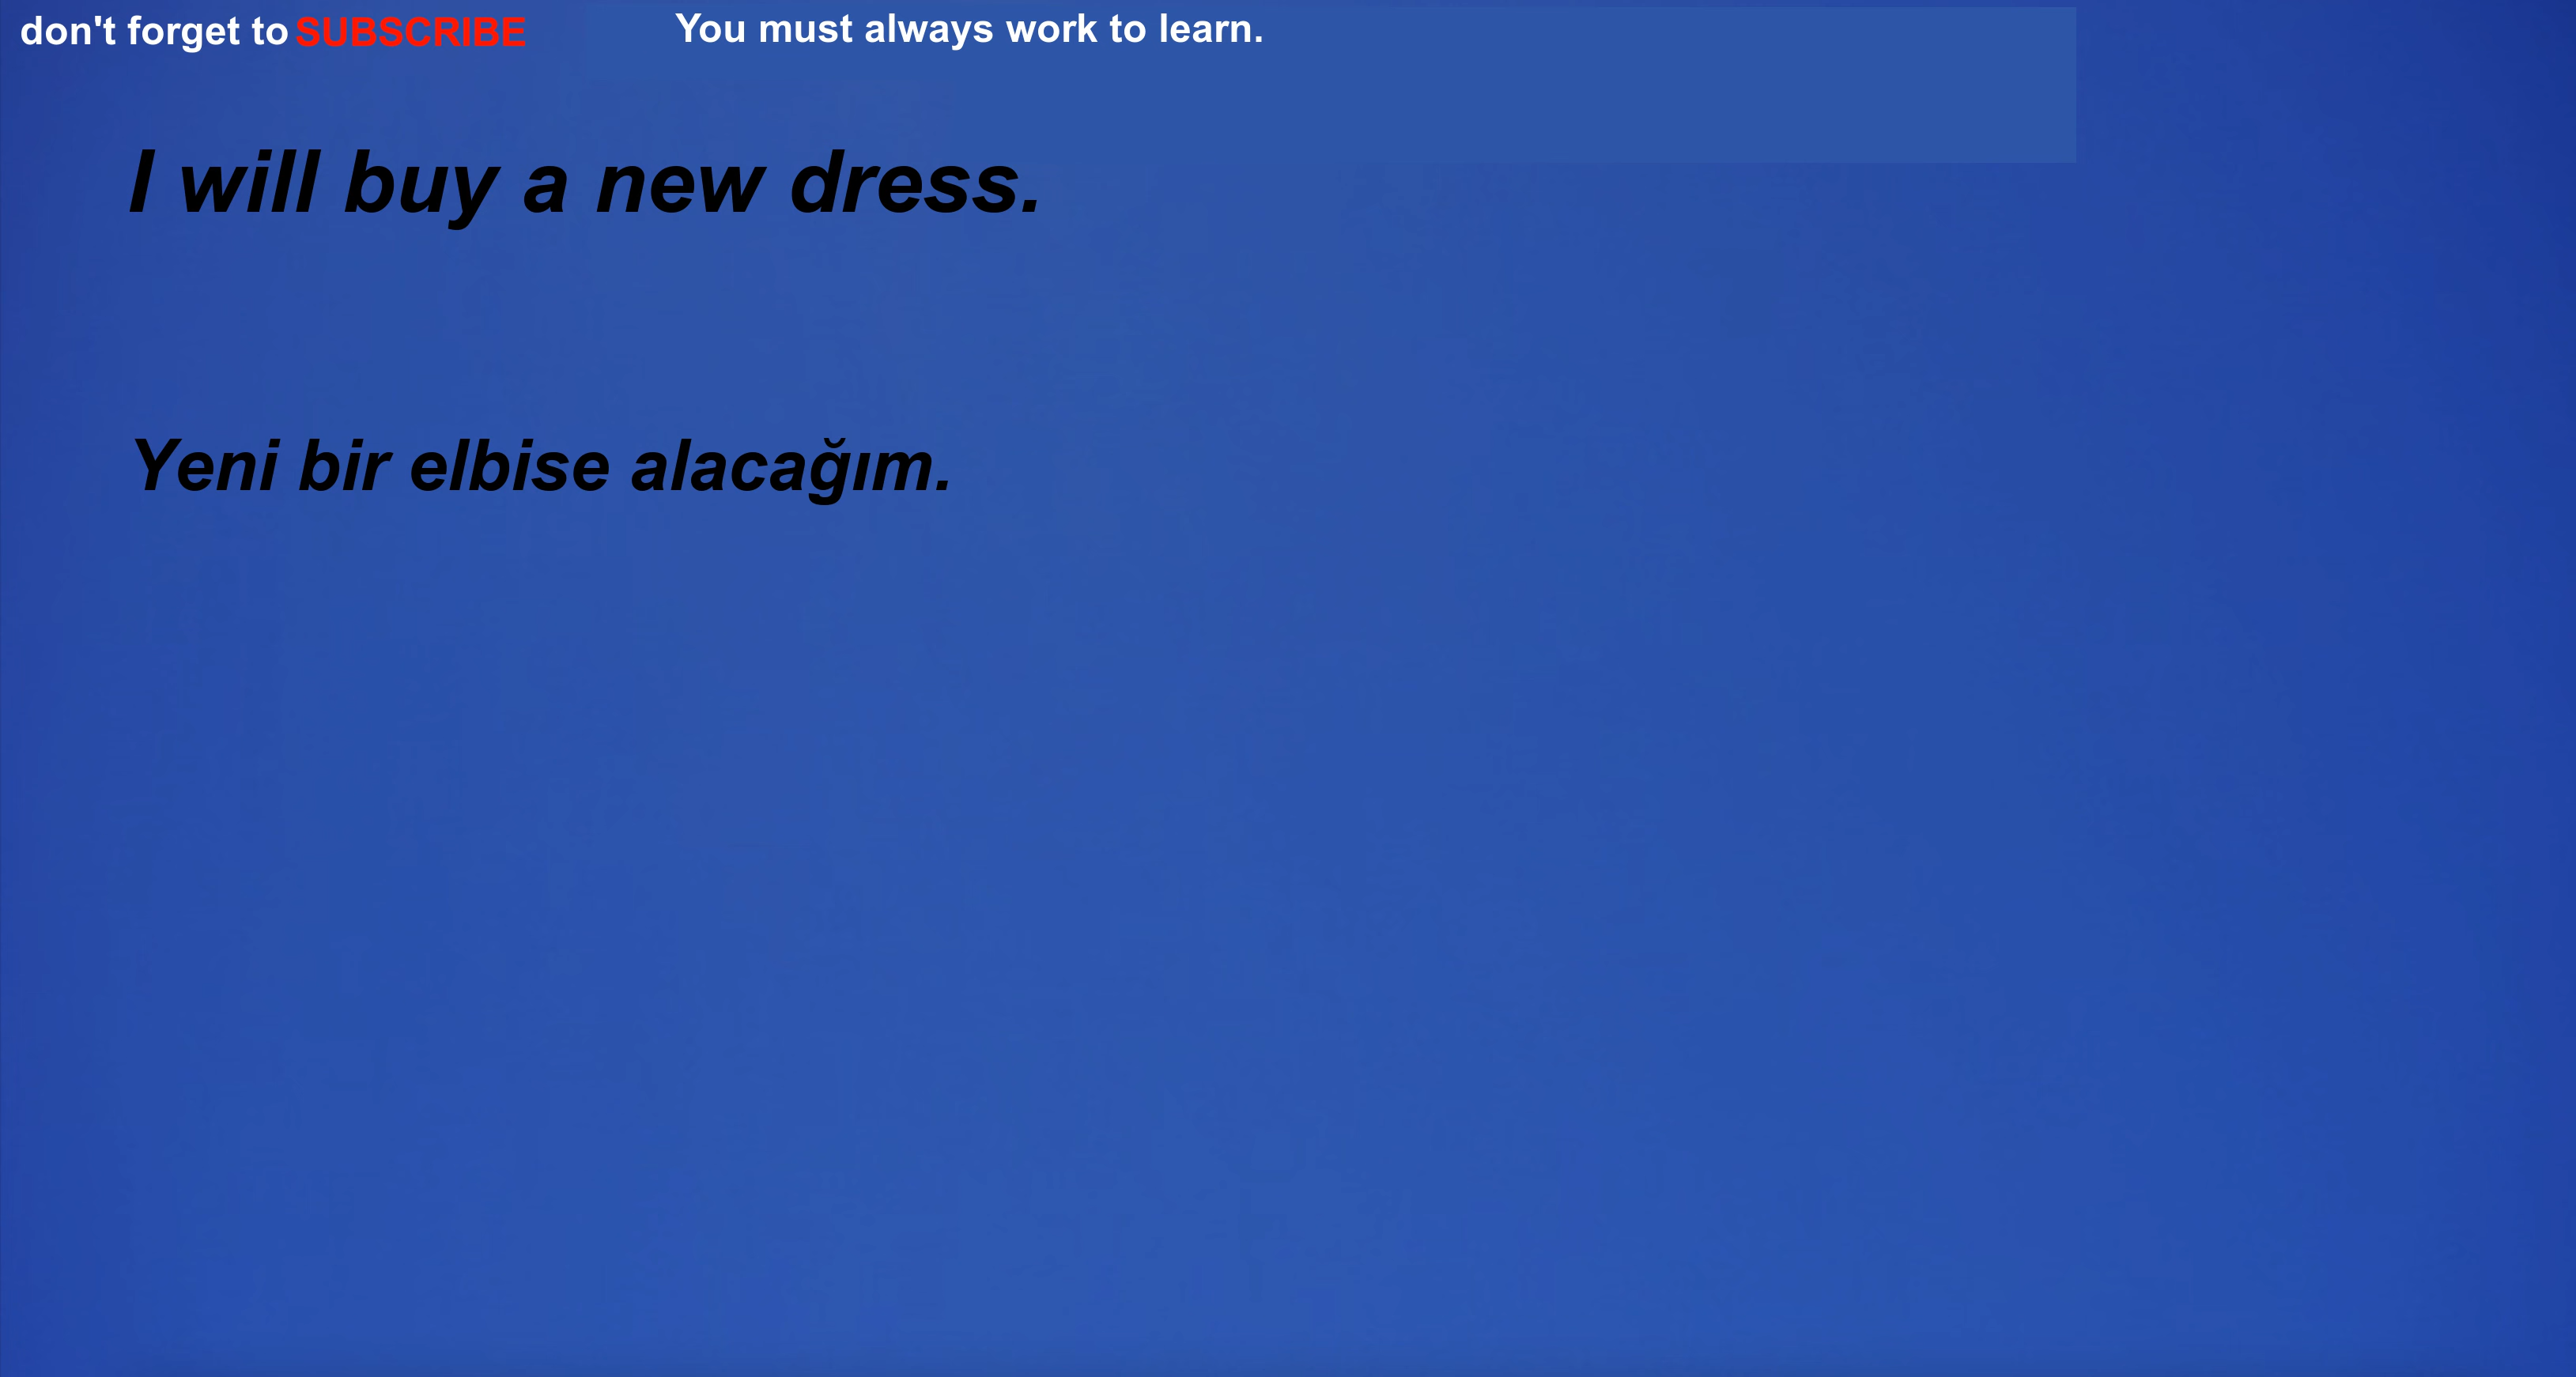 don't forget to SUBSCRIBE
You must always work to learn.
I will buy a new dress.
Yeni bir elbise alacağım.